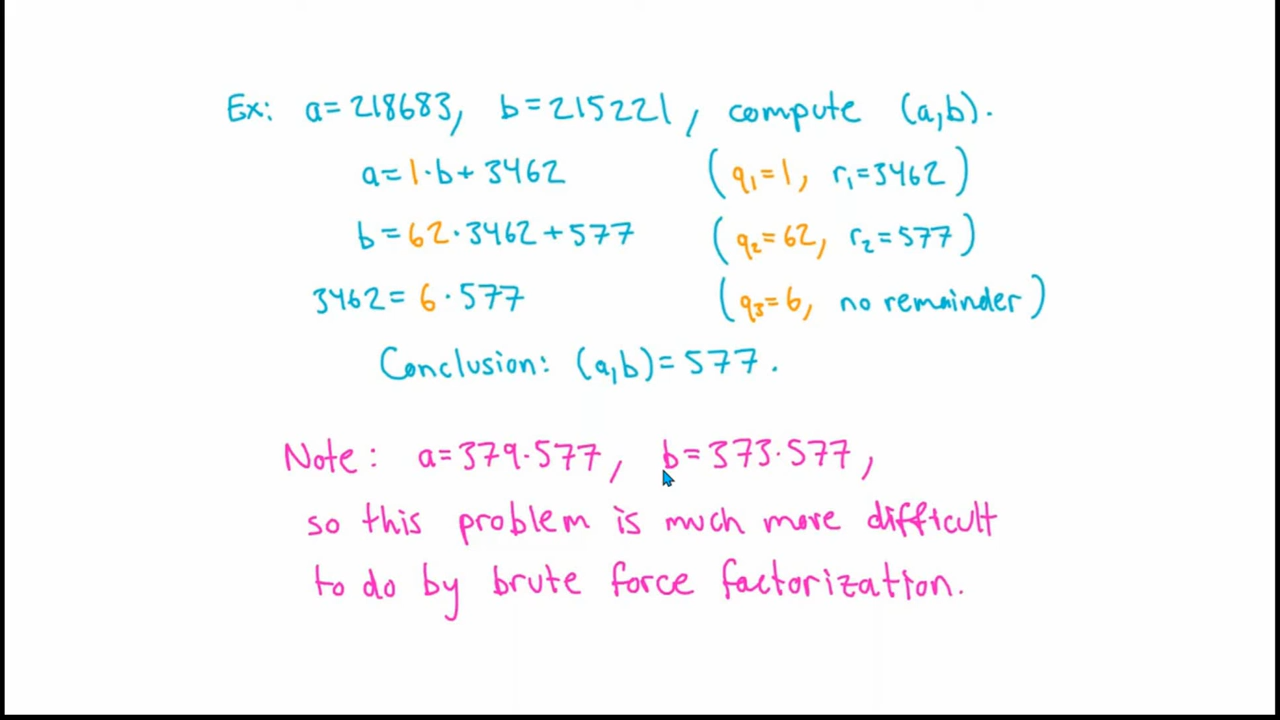 Ex: a=218683, b=215221, compute (a,b).
a=1·b+3462 (q₁=1, r₁=3462)
b=62·3462+577 (q₂=62, r₂=577)
3462=6·577 (q₃=6, no remainder)
Conclusion: (a,b)=577.
Note: a=379·577, b=373·577,
so this problem is much more difficult
to do by brute force factorization.